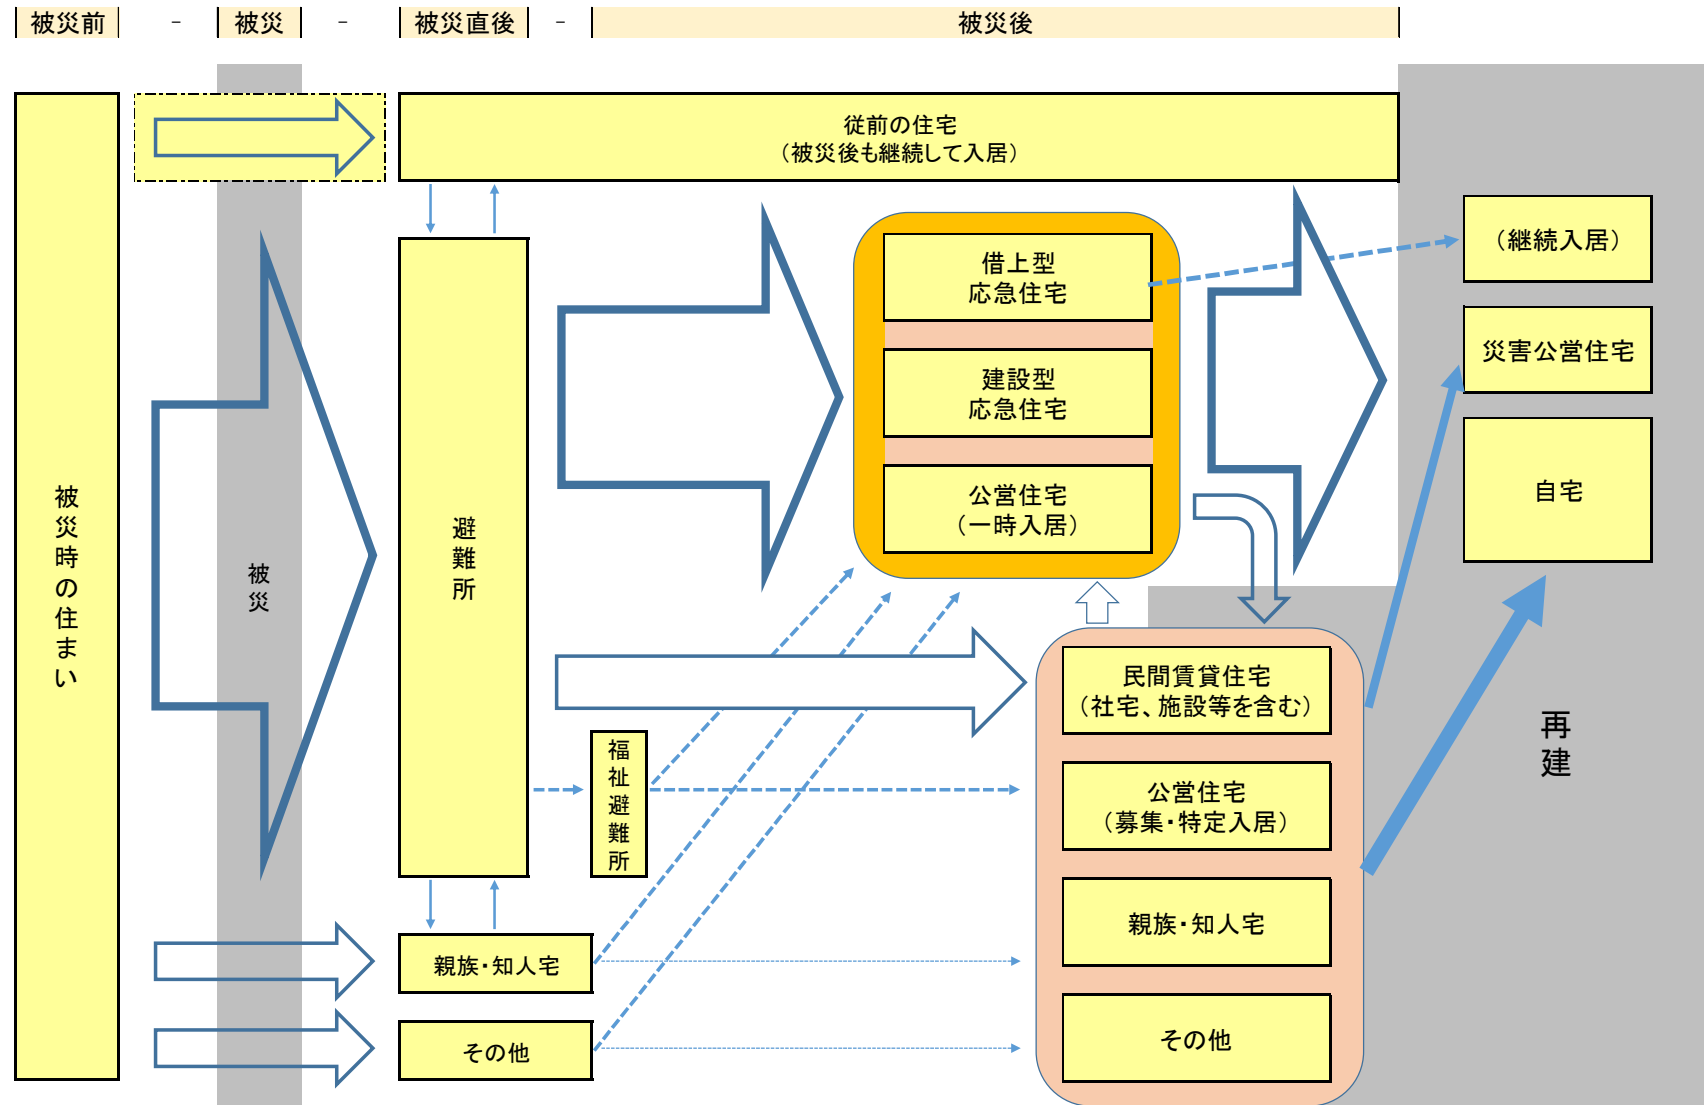 被災前 － 被災 － 被災直後 － 被災後
従前の住宅
（被災後も継続して入居）
被災時の住まい
被災
避難所
借上型
応急住宅
建設型
応急住宅
公営住宅
（一時入居）
（継続入居）
災害公営住宅
自宅
福祉避難所
民間賃貸住宅
（社宅、施設等を含む）
公営住宅
（募集・特定入居）
親族・知人宅
その他
親族・知人宅
その他
再建